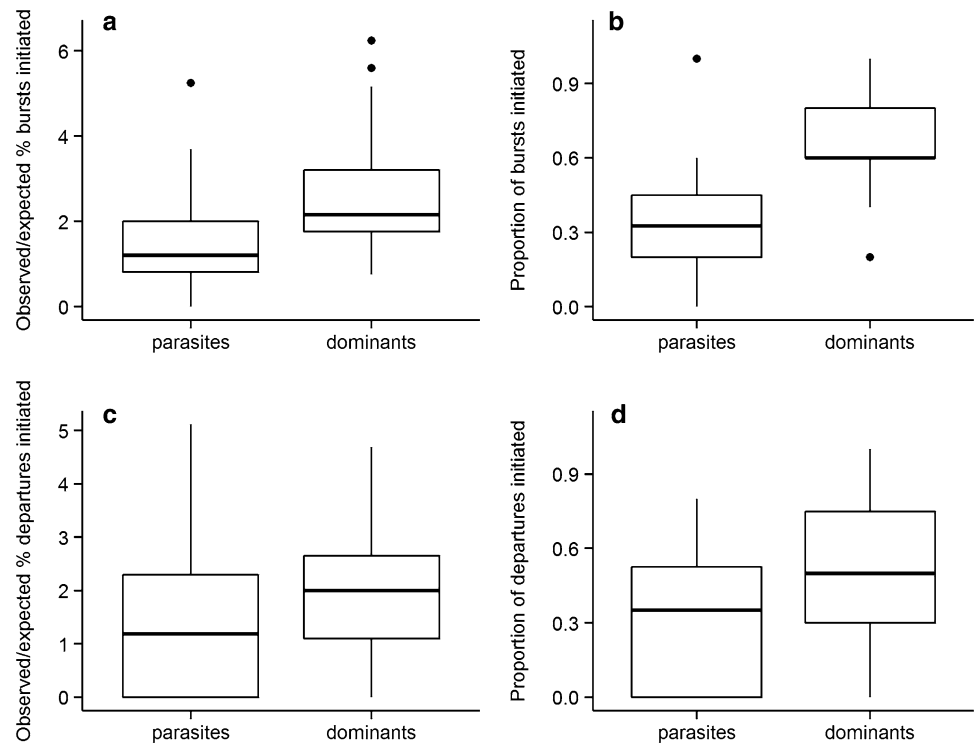 a
Observed/expected % bursts initiated
6
4
2
0
parasites dominants
b
Proportion of bursts initiated
0.9
0.6
0.3
0.0
parasites dominants
c
Observed/expected % departures initiated
5
4
3
2
1
0
parasites dominants
d
Proportion of departures initiated
0.9
0.6
0.3
0.0
parasites dominants